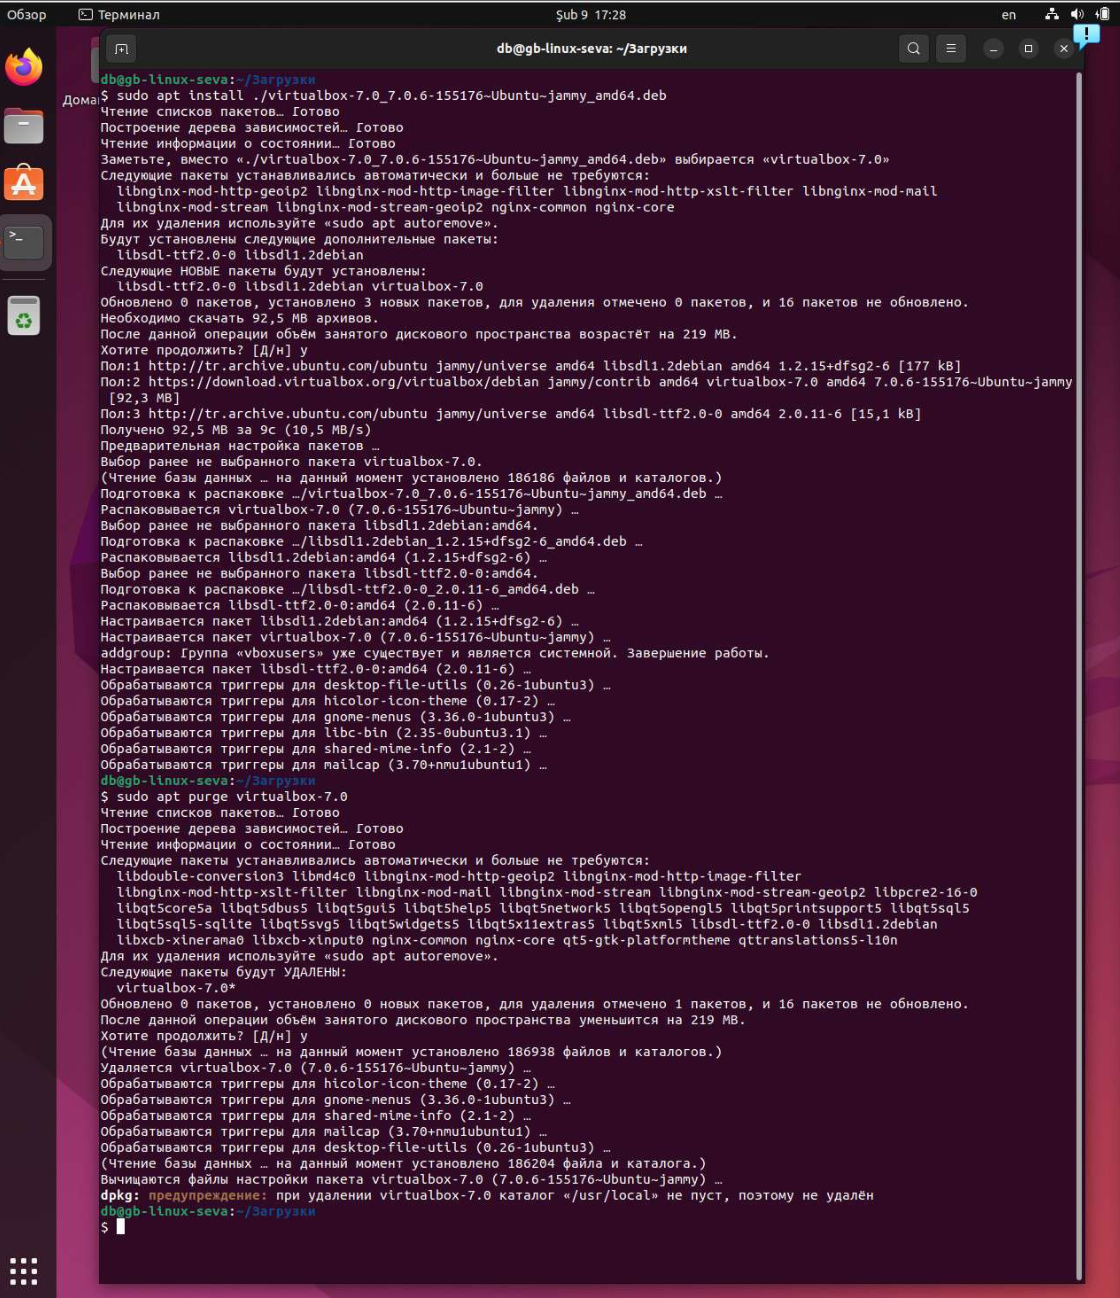 Обзор
Терминал
Şub 9 17:28
en
db@gb-linux-seva: ~/Загрузки
db@gb-linux-seva:~/Загрузки
$ sudo apt install ./virtualbox-7.0_7.0.6-155176~Ubuntu~jammy_amd64.deb
Чтение списков пакетов… Готово
Построение дерева зависимостей… Готово
Чтение информации о состоянии… Готово
Заметьте, вместо «./virtualbox-7.0_7.0.6-155176~Ubuntu~jammy_amd64.deb» выбирается «virtualbox-7.0»
Следующие пакеты устанавливались автоматически и больше не требуются:
libnginx-mod-http-geoip2 libnginx-mod-http-image-filter libnginx-mod-http-xslt-filter libnginx-mod-mail
libnginx-mod-stream libnginx-mod-stream-geoip2 nginx-common nginx-core
Для их удаления используйте «sudo apt autoremove».
Будут установлены следующие дополнительные пакеты:
libsdl-ttf2.0-0 libsdl1.2debian
Следующие НОВЫЕ пакеты будут установлены:
libsdl-ttf2.0-0 libsdl1.2debian virtualbox-7.0
Обновлено 0 пакетов, установлено 3 новых пакетов, для удаления отмечено 0 пакетов, и 16 пакетов не обновлено.
Необходимо скачать 92,5 MB архивов.
После данной операции объём занятого дискового пространства возрастёт на 219 MB.
Хотите продолжить? [Д/н] y
Пол:1 http://tr.archive.ubuntu.com/ubuntu jammy/universe amd64 libsdl1.2debian amd64 1.2.15+dfsg2-6 [177 kB]
Пол:2 https://download.virtualbox.org/virtualbox/debian jammy/contrib amd64 virtualbox-7.0 amd64 7.0.6-155176~Ubuntu~jammy
[92,3 MB]
Пол:3 http://tr.archive.ubuntu.com/ubuntu jammy/universe amd64 libsdl-ttf2.0-0 amd64 2.0.11-6 [15,1 kB]
Получено 92,5 MB за 9с (10,5 MB/s)
Предварительная настройка пакетов …
Выбор ранее не выбранного пакета virtualbox-7.0.
(Чтение базы данных … на данный момент установлено 186186 файлов и каталогов.)
Подготовка к распаковке …/virtualbox-7.0_7.0.6-155176~Ubuntu~jammy_amd64.deb …
Распаковывается virtualbox-7.0 (7.0.6-155176~Ubuntu~jammy) …
Выбор ранее не выбранного пакета libsdl1.2debian:amd64.
Подготовка к распаковке …/libsdl1.2debian_1.2.15+dfsg2-6_amd64.deb …
Распаковывается libsdl1.2debian:amd64 (1.2.15+dfsg2-6) …
Выбор ранее не выбранного пакета libsdl-ttf2.0-0:amd64.
Подготовка к распаковке …/libsdl-ttf2.0-0_2.0.11-6_amd64.deb …
Распаковывается libsdl-ttf2.0-0:amd64 (2.0.11-6) …
Настраивается пакет libsdl1.2debian:amd64 (1.2.15+dfsg2-6) …
Настраивается пакет virtualbox-7.0 (7.0.6-155176~Ubuntu~jammy) …
addgroup: Группа «vboxusers» уже существует и является системной. Завершение работы.
Настраивается пакет libsdl-ttf2.0-0:amd64 (2.0.11-6) …
Обрабатываются триггеры для desktop-file-utils (0.26-1ubuntu3) …
Обрабатываются триггеры для hicolor-icon-theme (0.17-2) …
Обрабатываются триггеры для gnome-menus (3.36.0-1ubuntu3) …
Обрабатываются триггеры для libc-bin (2.35-0ubuntu3.1) …
Обрабатываются триггеры для shared-mime-info (2.1-2) …
Обрабатываются триггеры для mailcap (3.70+nmu1ubuntu1) …
db@gb-linux-seva:~/Загрузки
$ sudo apt purge virtualbox-7.0
Чтение списков пакетов… Готово
Построение дерева зависимостей… Готово
Чтение информации о состоянии… Готово
Следующие пакеты устанавливались автоматически и больше не требуются:
libdouble-conversion3 libmd4c0 libnginx-mod-http-geoip2 libnginx-mod-http-image-filter
libnginx-mod-http-xslt-filter libnginx-mod-mail libnginx-mod-stream libnginx-mod-stream-geoip2 libpcre2-16-0
libqt5core5a libqt5dbus5 libqt5gui5 libqt5help5 libqt5network5 libqt5opengl5 libqt5printsupport5 libqt5sql5
libqt5sql5-sqlite libqt5svg5 libqt5widgets5 libqt5x11extras5 libqt5xml5 libsdl-ttf2.0-0 libsdl1.2debian
libxcb-xinerama0 libxcb-xinput0 nginx-common nginx-core qt5-gtk-platformtheme qttranslations5-l10n
Для их удаления используйте «sudo apt autoremove».
Следующие пакеты будут УДАЛЕНЫ:
virtualbox-7.0*
Обновлено 0 пакетов, установлено 0 новых пакетов, для удаления отмечено 1 пакетов, и 16 пакетов не обновлено.
После данной операции объём занятого дискового пространства уменьшится на 219 MB.
Хотите продолжить? [Д/н] y
(Чтение базы данных … на данный момент установлено 186938 файлов и каталогов.)
Удаляется virtualbox-7.0 (7.0.6-155176~Ubuntu~jammy) …
Обрабатываются триггеры для hicolor-icon-theme (0.17-2) …
Обрабатываются триггеры для gnome-menus (3.36.0-1ubuntu3) …
Обрабатываются триггеры для shared-mime-info (2.1-2) …
Обрабатываются триггеры для mailcap (3.70+nmu1ubuntu1) …
Обрабатываются триггеры для desktop-file-utils (0.26-1ubuntu3) …
(Чтение базы данных … на данный момент установлено 186204 файла и каталога.)
Вычищаются файлы настройки пакета virtualbox-7.0 (7.0.6-155176~Ubuntu~jammy) …
dpkg: предупреждение: при удалении virtualbox-7.0 каталог «/usr/local» не пуст, поэтому не удалён
db@gb-linux-seva:~/Загрузки
$